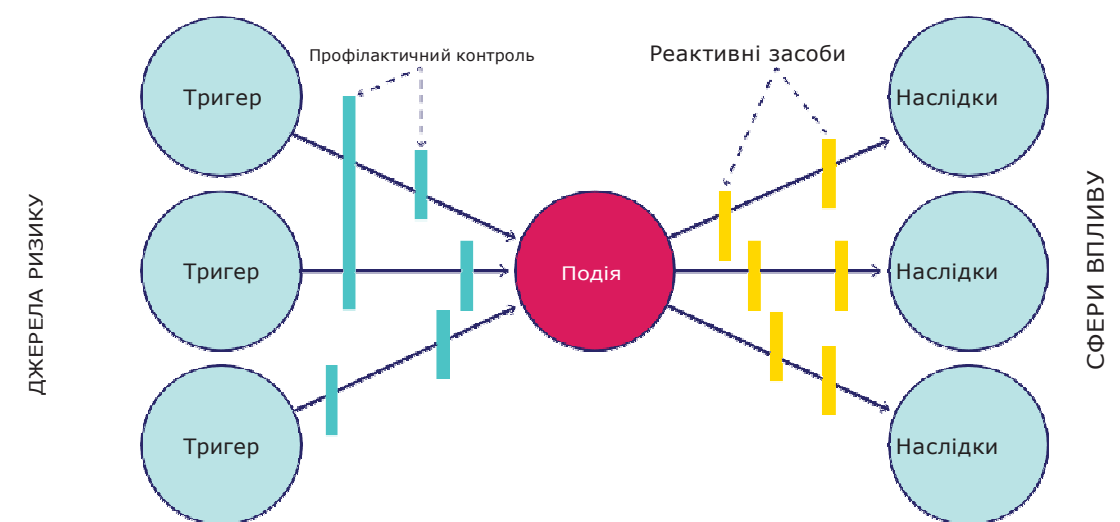 Профілактичний контроль
Реактивні засоби
Тригер
Наслідки
ДЖЕРЕЛА РИЗИКУ
СФЕРИ ВПЛИВУ
Тригер
Подія
Наслідки
Тригер
Наслідки